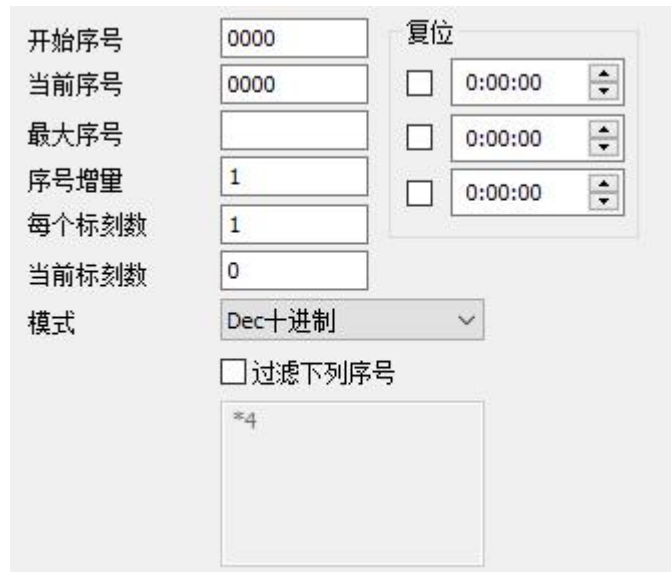 开始序号 0000
当前序号 0000
最大序号
序号增量 1
每个标刻数 1
当前标刻数 0
模式 Dec十进制
过滤下列序号
*4
复位
0:00:00
0:00:00
0:00:00